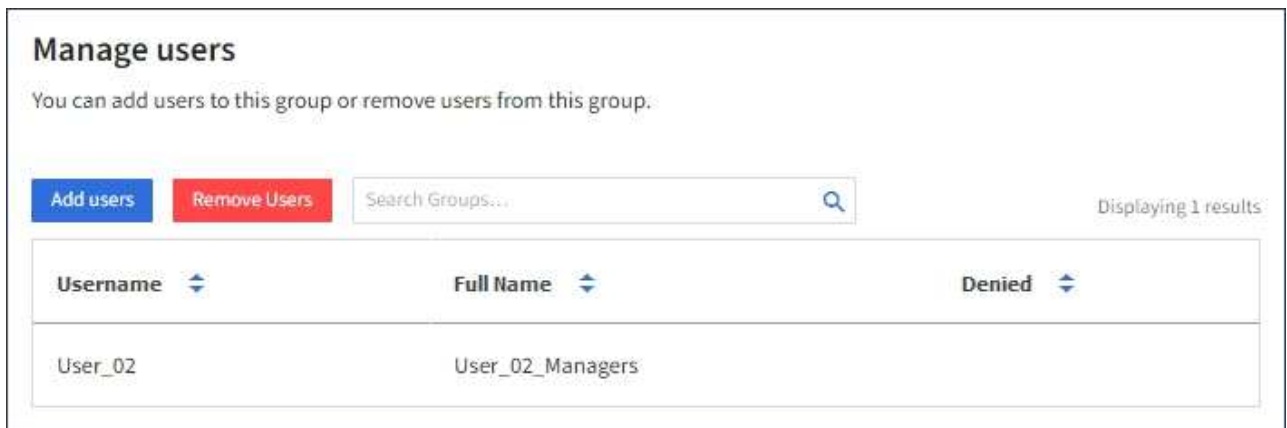 Manage users
You can add users to this group or remove users from this group.
Add users Remove Users Search Groups... Displaying 1 results
Username Full Name Denied
User_02 User_02_Managers